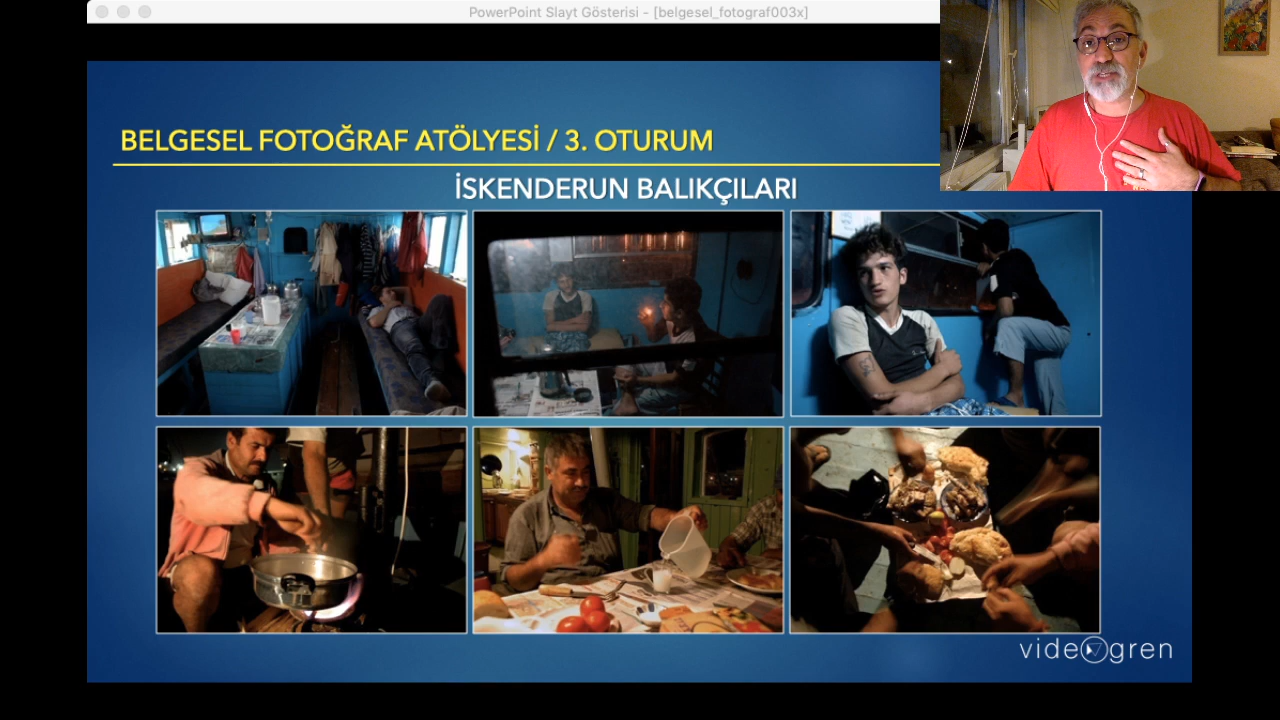 PowerPoint Slayt Gösterisi - [belgesel_fotograf003x]
BELGESEL FOTOĞRAF ATÖLYESİ / 3. OTURUM
İSKENDERUN BALIKÇILARI
videogren